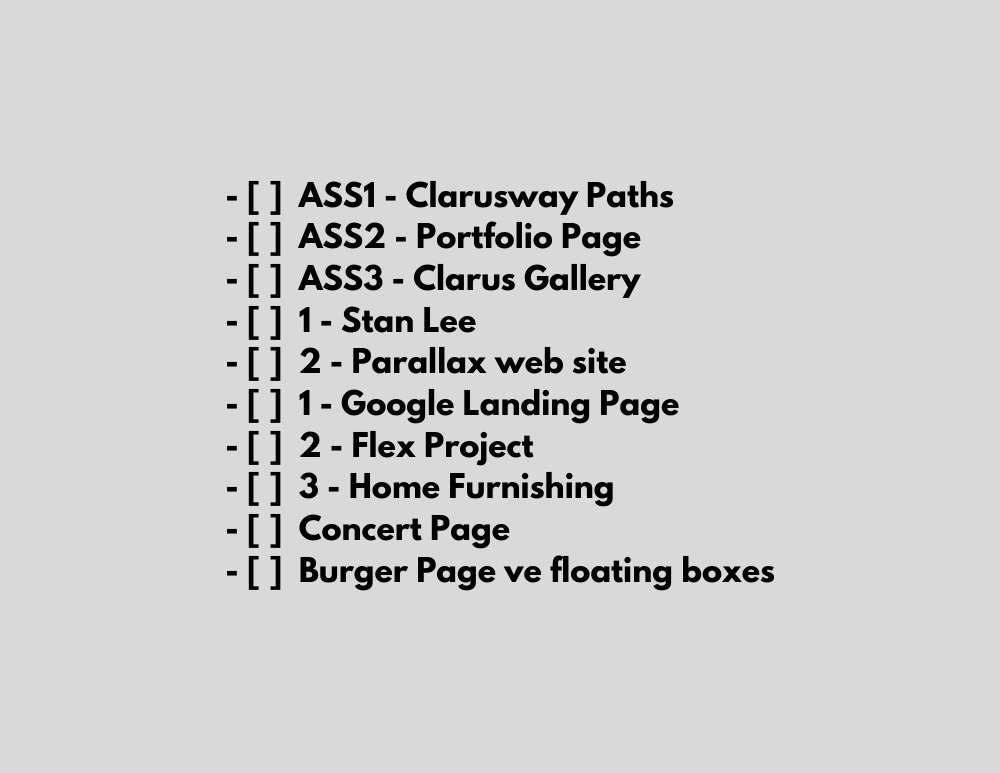 - [ ] ASS1 - Clarusway Paths
- [ ] ASS2 - Portfolio Page
- [ ] ASS3 - Clarus Gallery
- [ ] 1 - Stan Lee
- [ ] 2 - Parallax web site
- [ ] 1 - Google Landing Page
- [ ] 2 - Flex Project
- [ ] 3 - Home Furnishing
- [ ] Concert Page
- [ ] Burger Page ve floating boxes